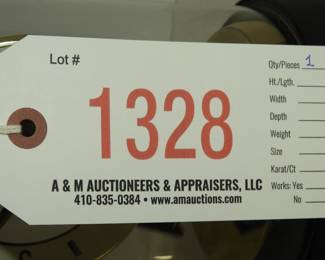 Lot #
1328
A & M AUCTIONEERS & APPRAISERS, LLC
410-835-0384 • www.amauctions.com
Qty/Pieces 1
Ht./Lgth.
Width
Depth
Weight
Size
Karat/Ct
Works: Yes
No